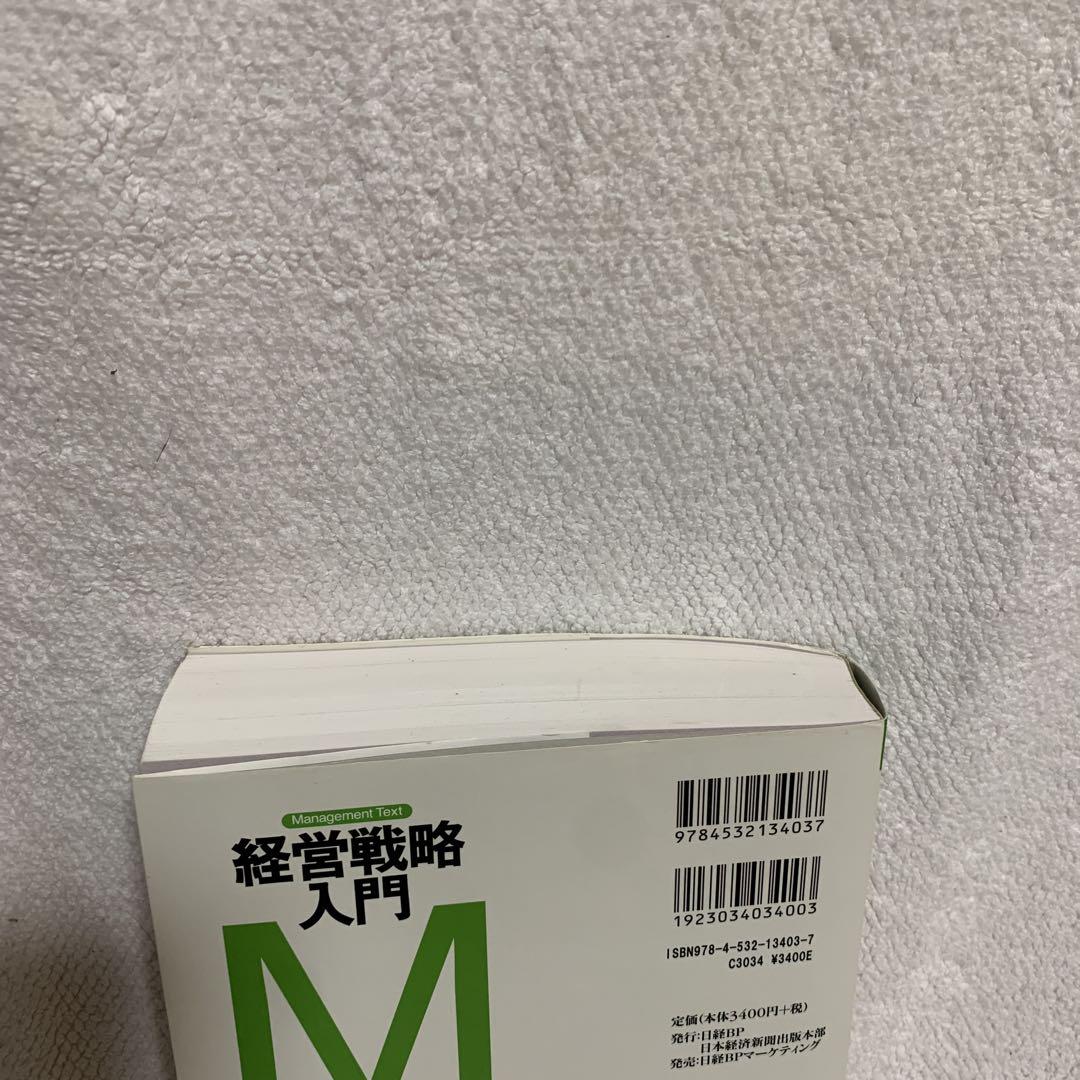 Management Text
経営戦略
入門
M
9784532134037
1923034034003
ISBN978-4-532-13403-7
C3034 ¥3400E
定価(本体3400円+税)
発行:日経BP
日本経済新聞出版本部
発売:日経BPマーケティング